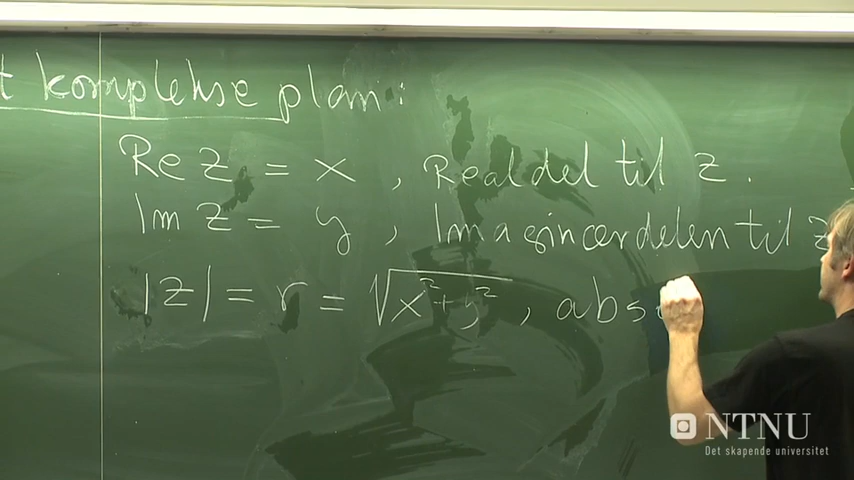 t komplekse plan:
Re z = x, Realdel til z.
Im z = y, Imaginærdelen til z
|z| = r = √x²+y², abs
NTNU
Det skapende universitet